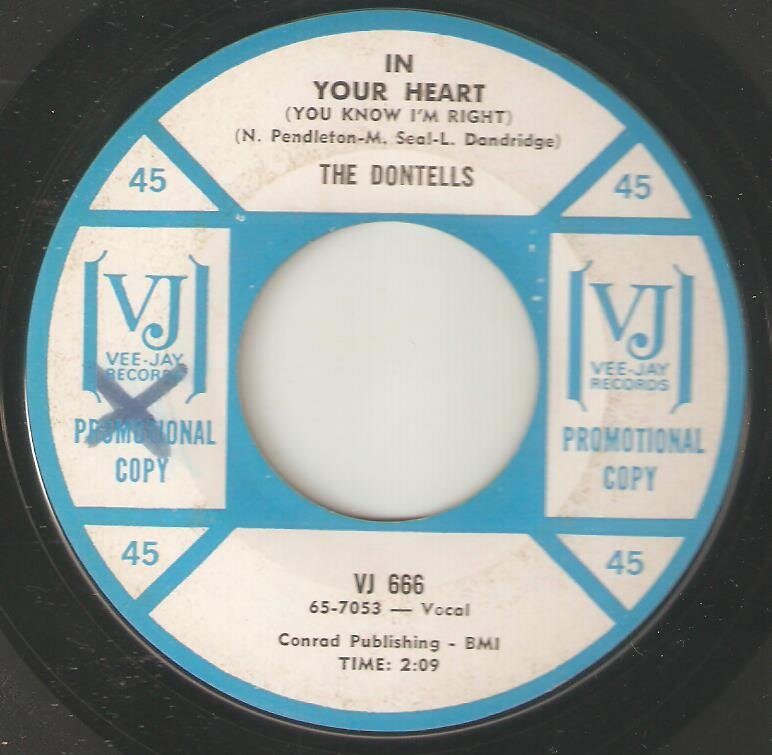 IN
YOUR HEART
(YOU KNOW I'M RIGHT)
(N. Pendleton-M. Seal-L. Dandridge)
THE DONTELLS
45
45
VJ
VEE-JAY
RECORDS
PROMOTIONAL
COPY
VJ
VEE-JAY
RECORDS
PROMOTIONAL
COPY
45
45
VJ 666
65-7053 — Vocal
Conrad Publishing - BMI
TIME: 2:09